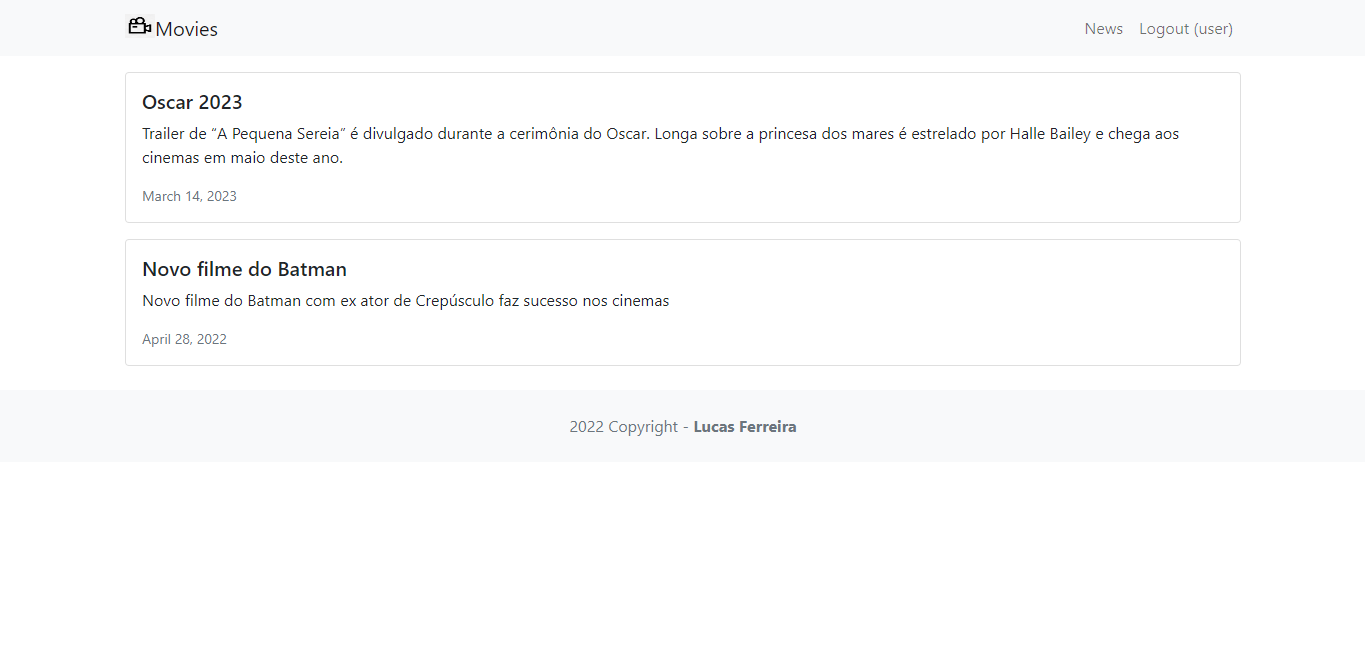 Movies
News Logout (user)
Oscar 2023
Trailer de “A Pequena Sereia” é divulgado durante a cerimônia do Oscar. Longa sobre a princesa dos mares é estrelado por Halle Bailey e chega aos
cinemas em maio deste ano.
March 14, 2023
Novo filme do Batman
Novo filme do Batman com ex ator de Crepúsculo faz sucesso nos cinemas
April 28, 2022
2022 Copyright - Lucas Ferreira